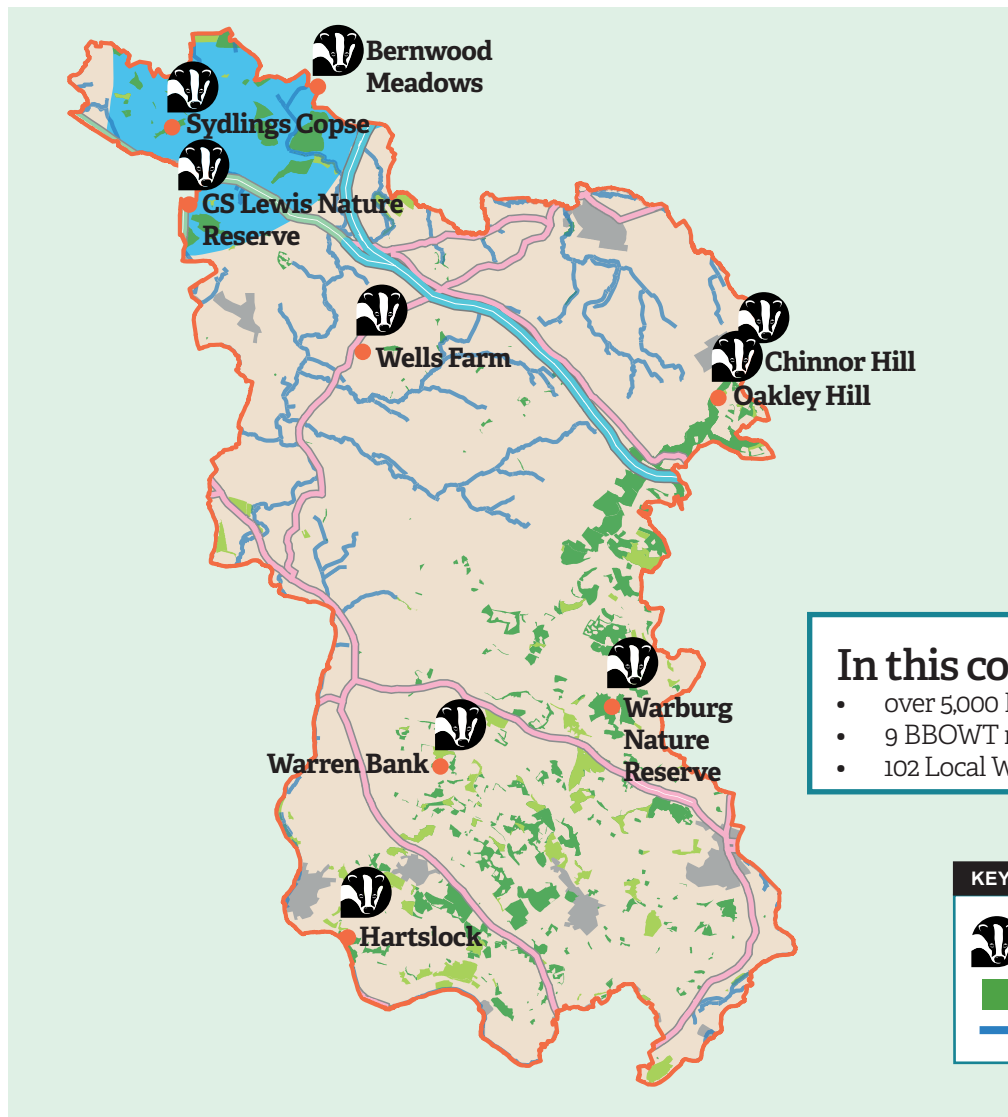 Bernwood
Meadows
Sydlings Copse
CS Lewis Nature
Reserve
Wells Farm
Chinnor Hill
Oakley Hill
In this co
• over 5,000
• 9 BBOWT
• 102 Local W
Warburg
Nature
Reserve
Warren Bank
Hartslock
KEY